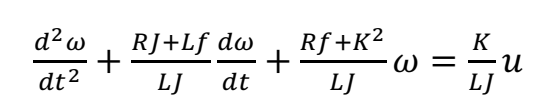 d²ω/dt² + (RJ+Lf)/(LJ) dω/dt + (Rf+K²)/(LJ) ω = K/(LJ) u